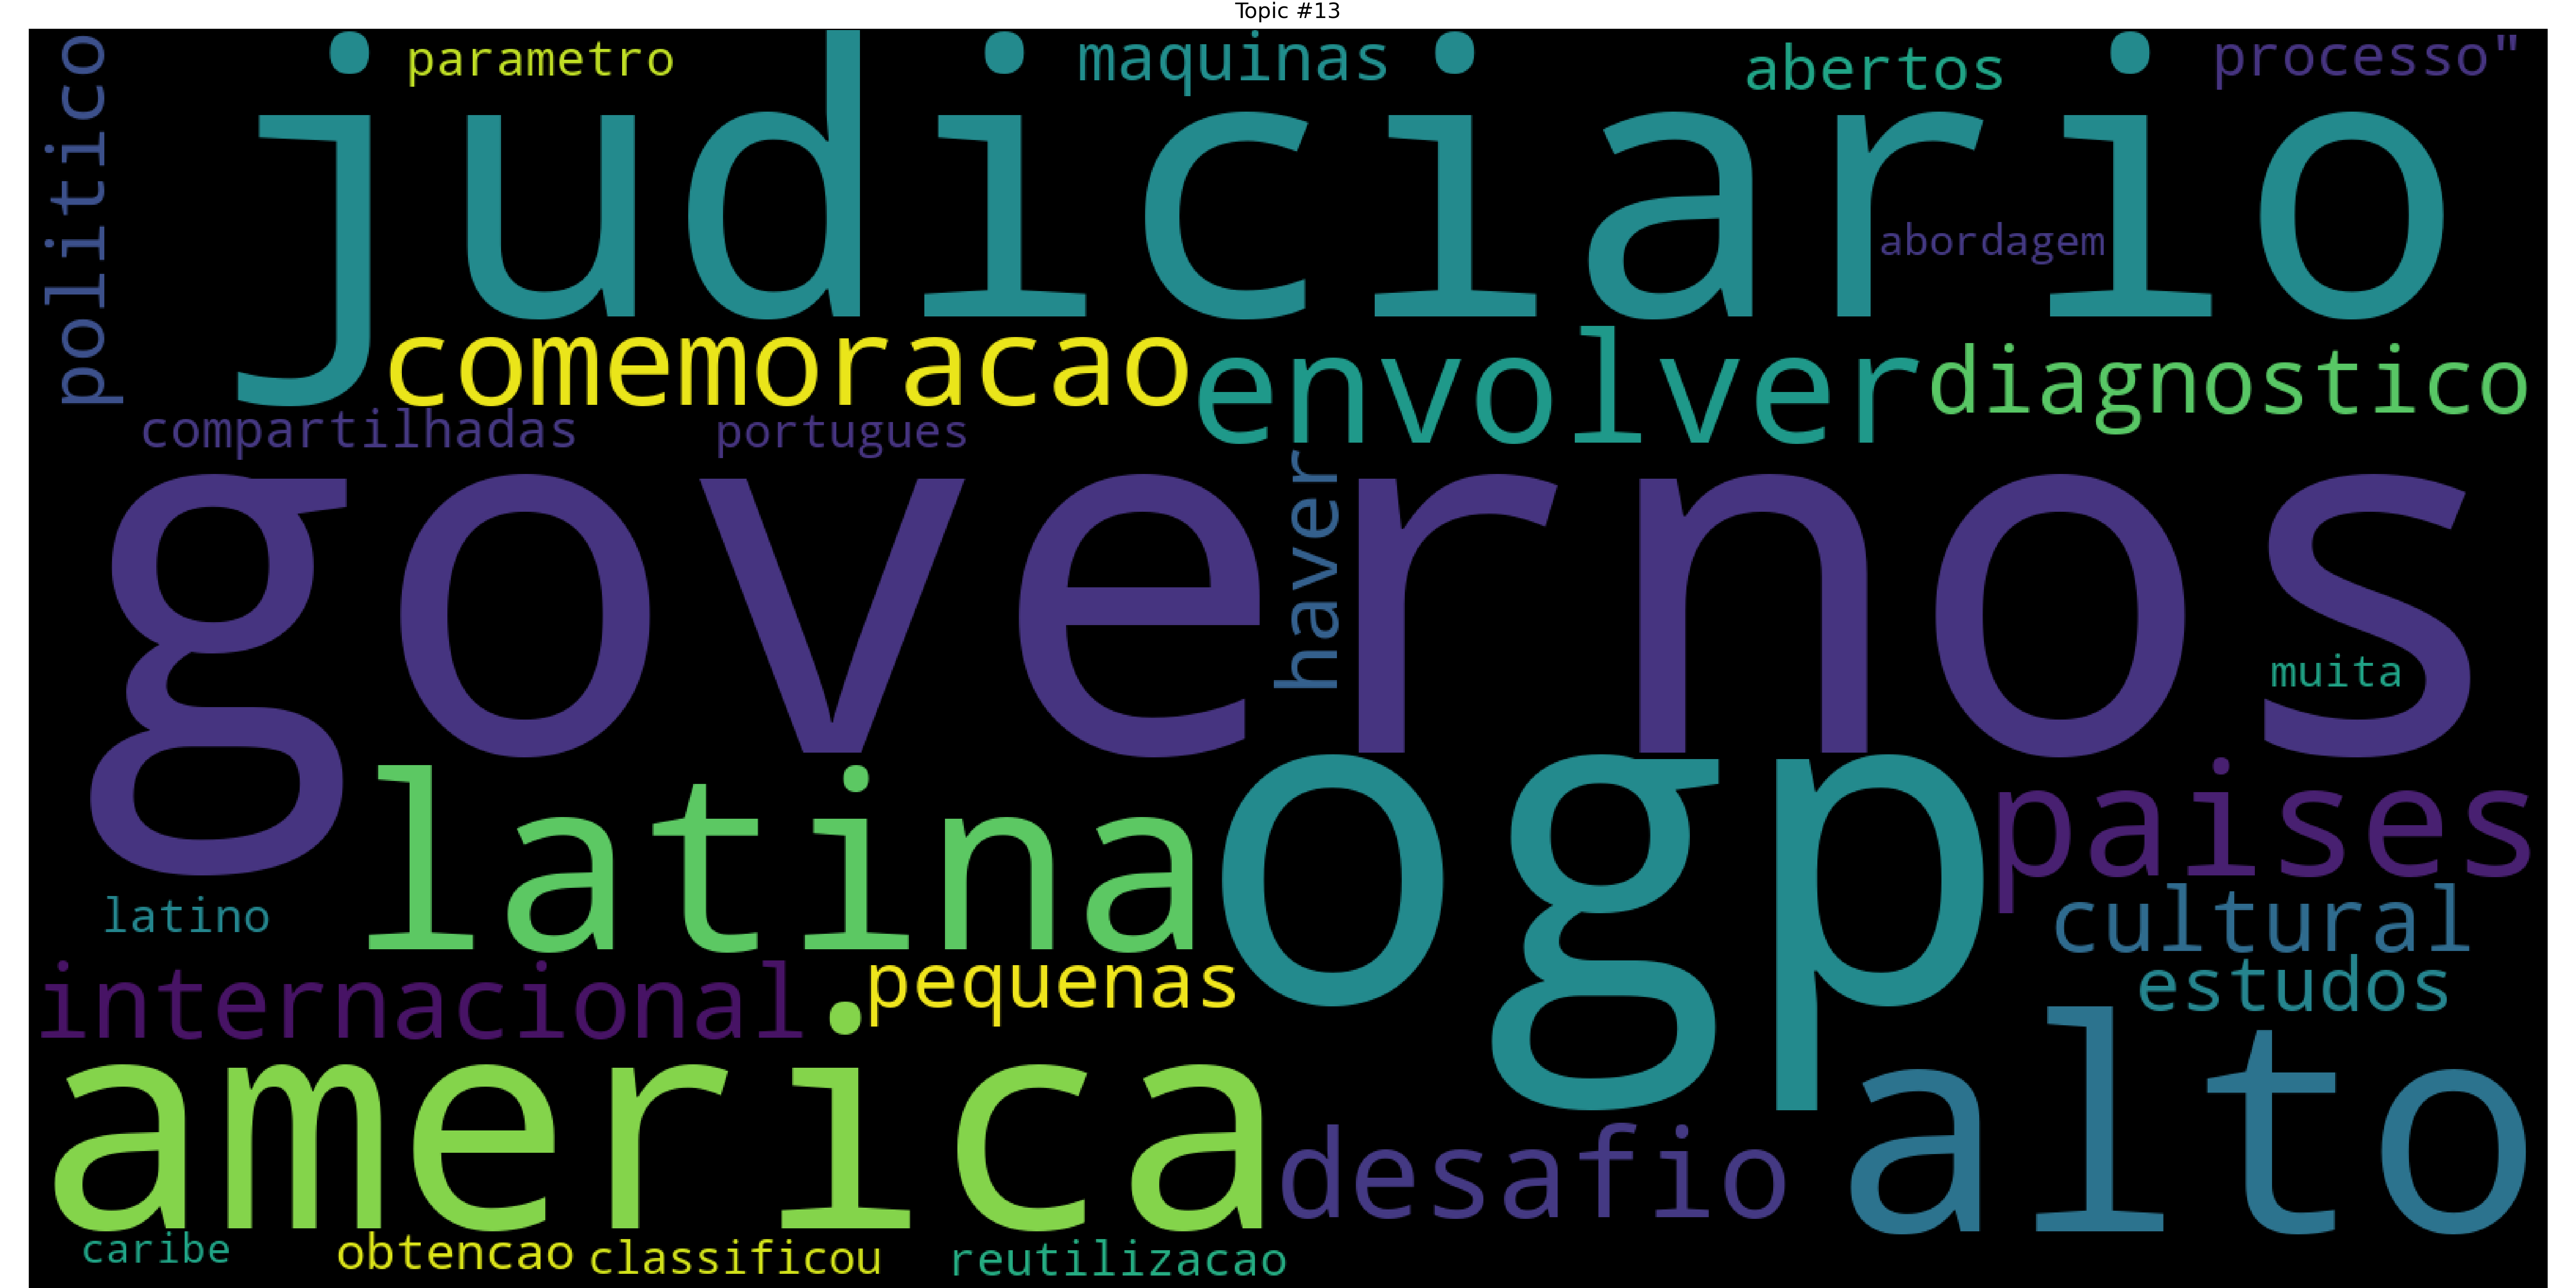 Topic #13
politico
parametro
maquinas
abertos
processo"
judiciario
abordagem
comemoracao
envolver
diagnostico
compartilhadas
portugues
haver
governos
muita
latina
ogp
paises
latino
cultural
internacional
pequenas
estudos
america
desafio
alto
caribe
obtencao
classificou
reutilizacao